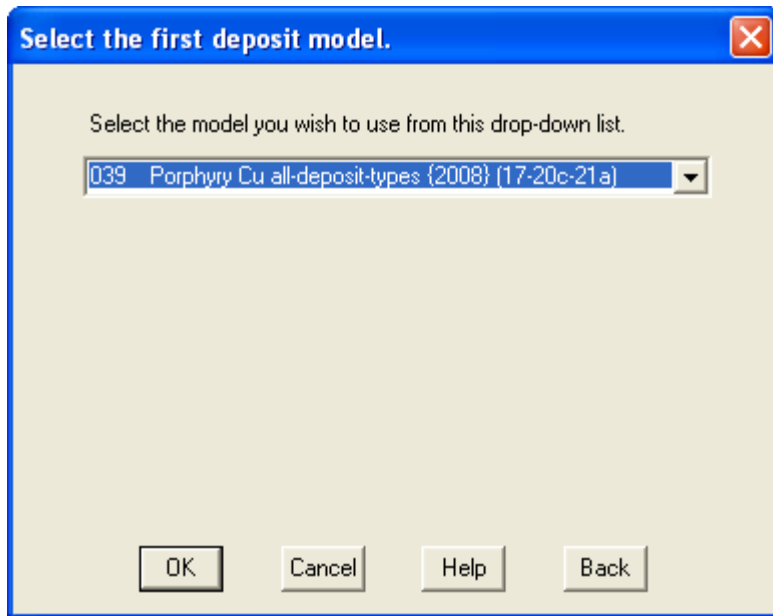 Select the first deposit model.
Select the model you wish to use from this drop-down list.
039 Porphyry Cu all-deposit-types {2008} (17-20c-21a)
OK Cancel Help Back